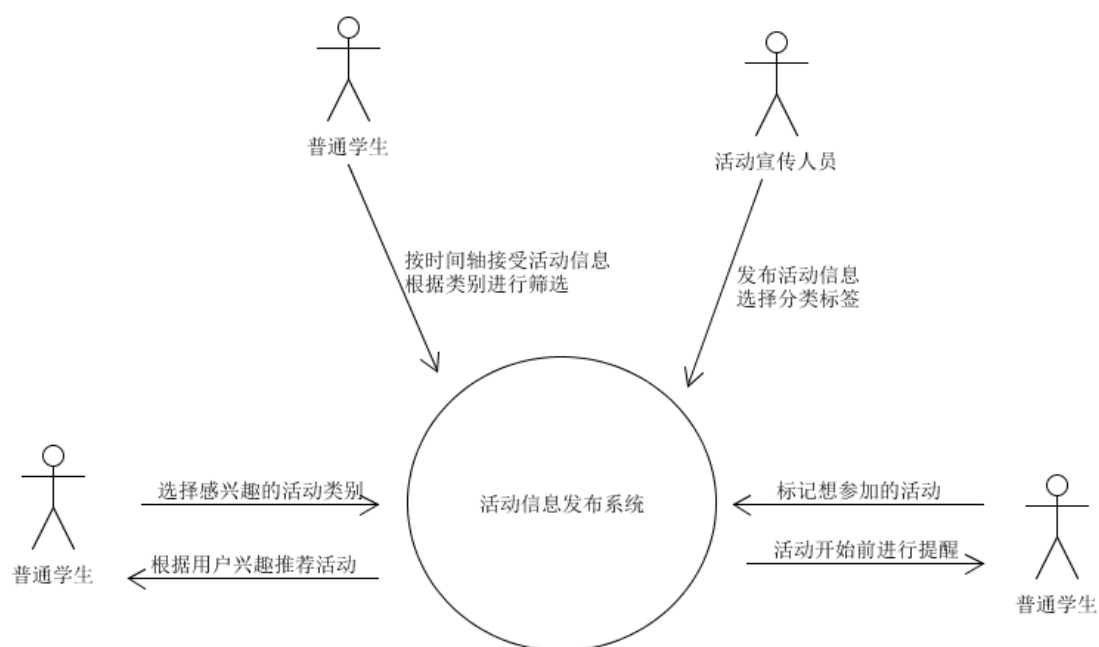 普通学生
活动宣传人员
按时间轴接受活动信息
根据类别进行筛选
发布活动信息
选择分类标签
选择感兴趣的活动类别
根据用户兴趣推荐活动
普通学生
活动信息发布系统
标记想参加的活动
活动开始前进行提醒
普通学生